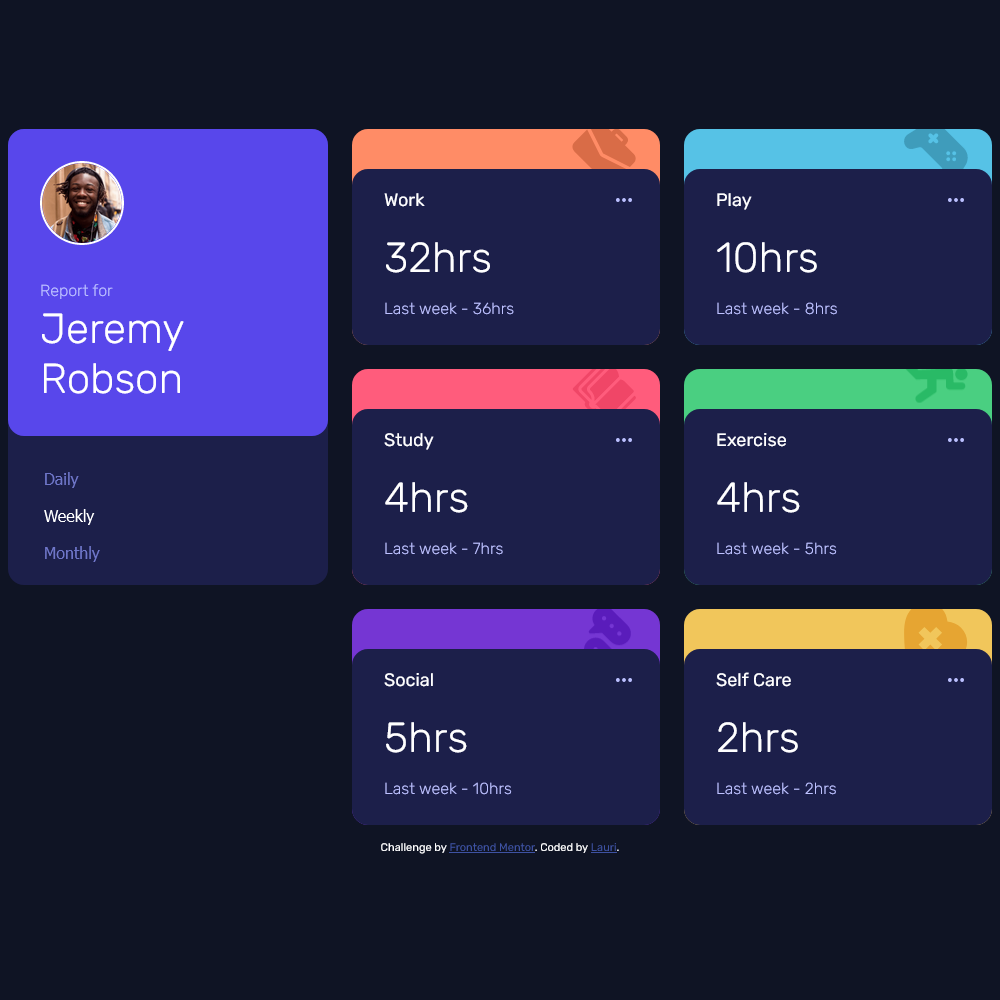 Report for
Jeremy
Robson
Daily
Weekly
Monthly
Work
32hrs
Last week - 36hrs
Play
10hrs
Last week - 8hrs
Study
4hrs
Last week - 7hrs
Exercise
4hrs
Last week - 5hrs
Social
5hrs
Last week - 10hrs
Self Care
2hrs
Last week - 2hrs
Challenge by Frontend Mentor. Coded by Lauri.